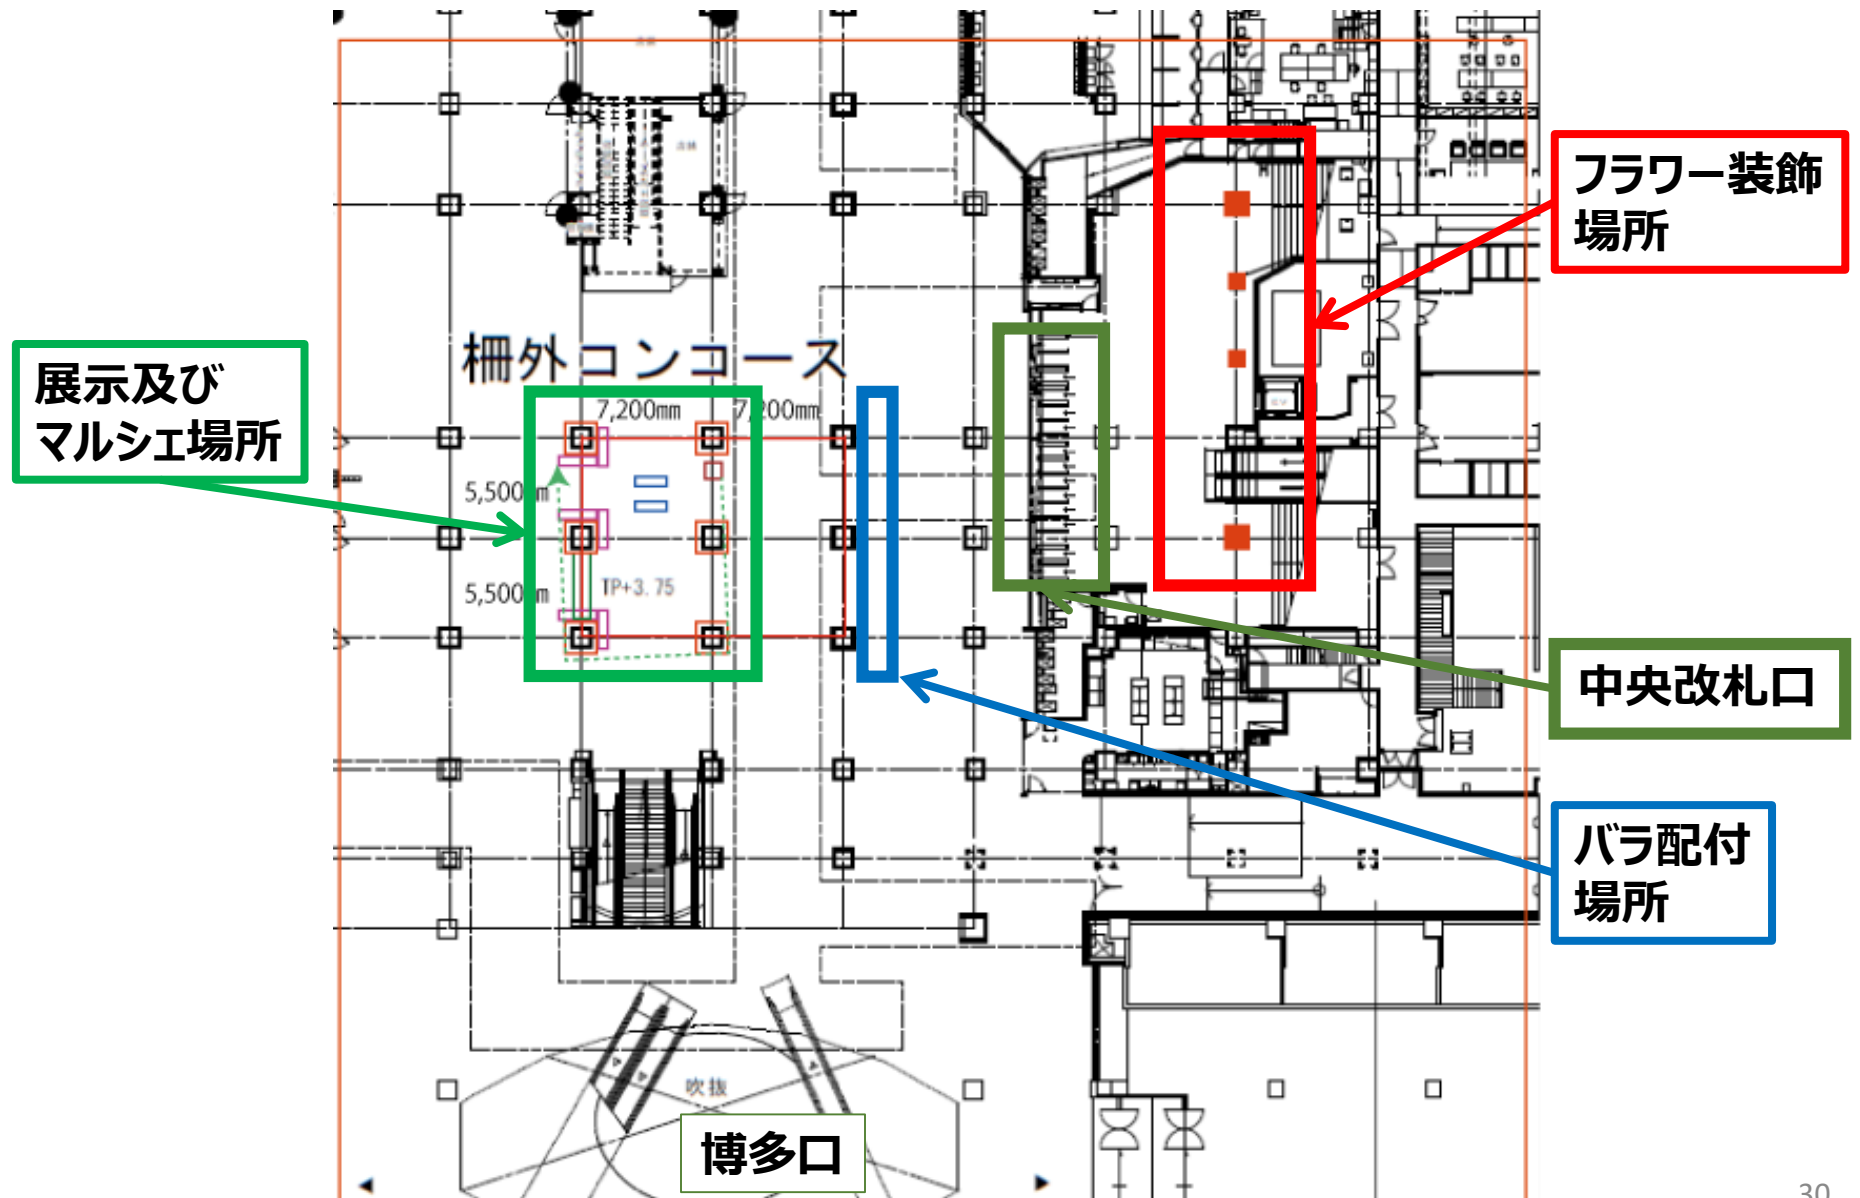 フラワー装飾
場所
柵外コンコース
展示及び
マルシェ場所
7,200mm
7,200mm
5,500mm
5,500mm
TP+3.75
中央改札口
バラ配付
場所
吹抜
博多口
30